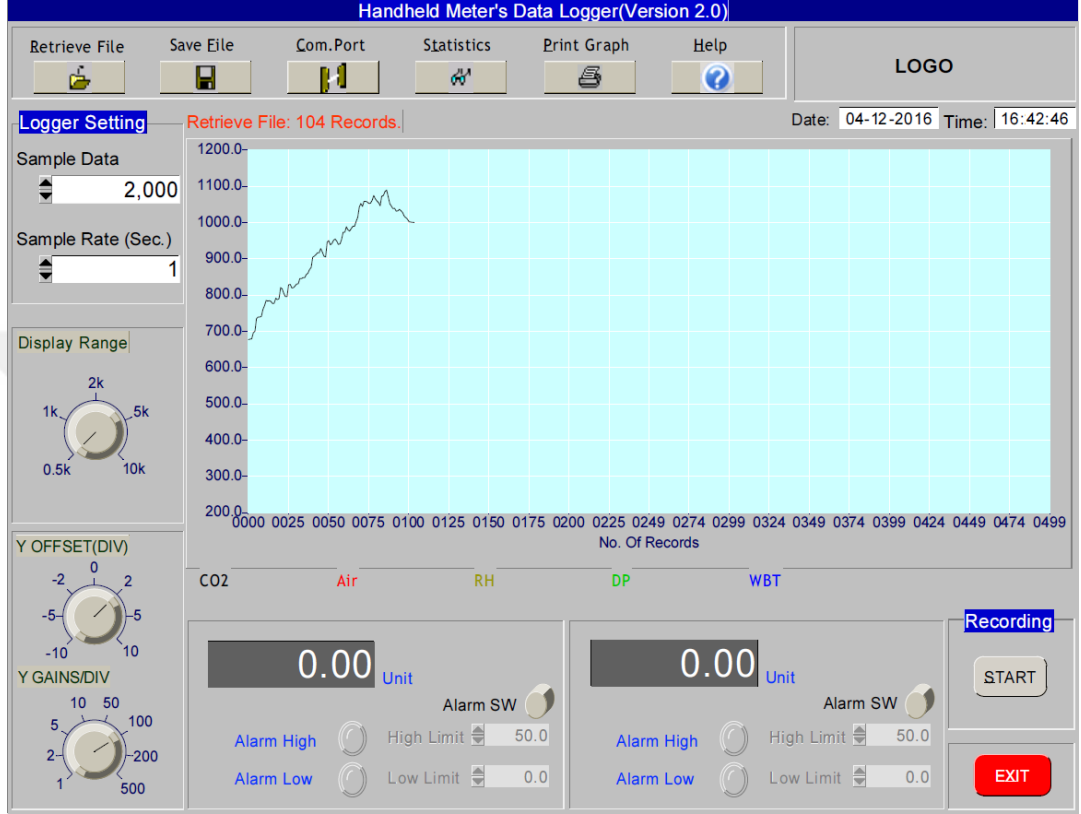 Handheld Meter's Data Logger(Version 2.0)
Retrieve File Save File Com.Port Statistics Print Graph Help
LOGO
Logger Setting
Retrieve File: 104 Records.
Date: 04-12-2016 Time: 16:42:46
Sample Data
2,000
Sample Rate (Sec.)
1
1200.0
1100.0
1000.0
900.0
800.0
700.0
600.0
500.0
400.0
300.0
200.0
0000 0025 0050 0075 0100 0125 0150 0175 0200 0225 0249 0274 0299 0324 0349 0374 0399 0424 0449 0474 0499
No. Of Records
Display Range
2k
1k 5k
0.5k 10k
CO2 Air RH DP WBT
Y OFFSET(DIV)
0
-2 2
-5 5
-10 10
Y GAINS/DIV
10 50
5 100
2 200
1 500
0.00 Unit
Alarm SW
Alarm High High Limit 50.0
Alarm Low Low Limit 0.0
0.00 Unit
Alarm SW
Alarm High High Limit 50.0
Alarm Low Low Limit 0.0
Recording
START
EXIT